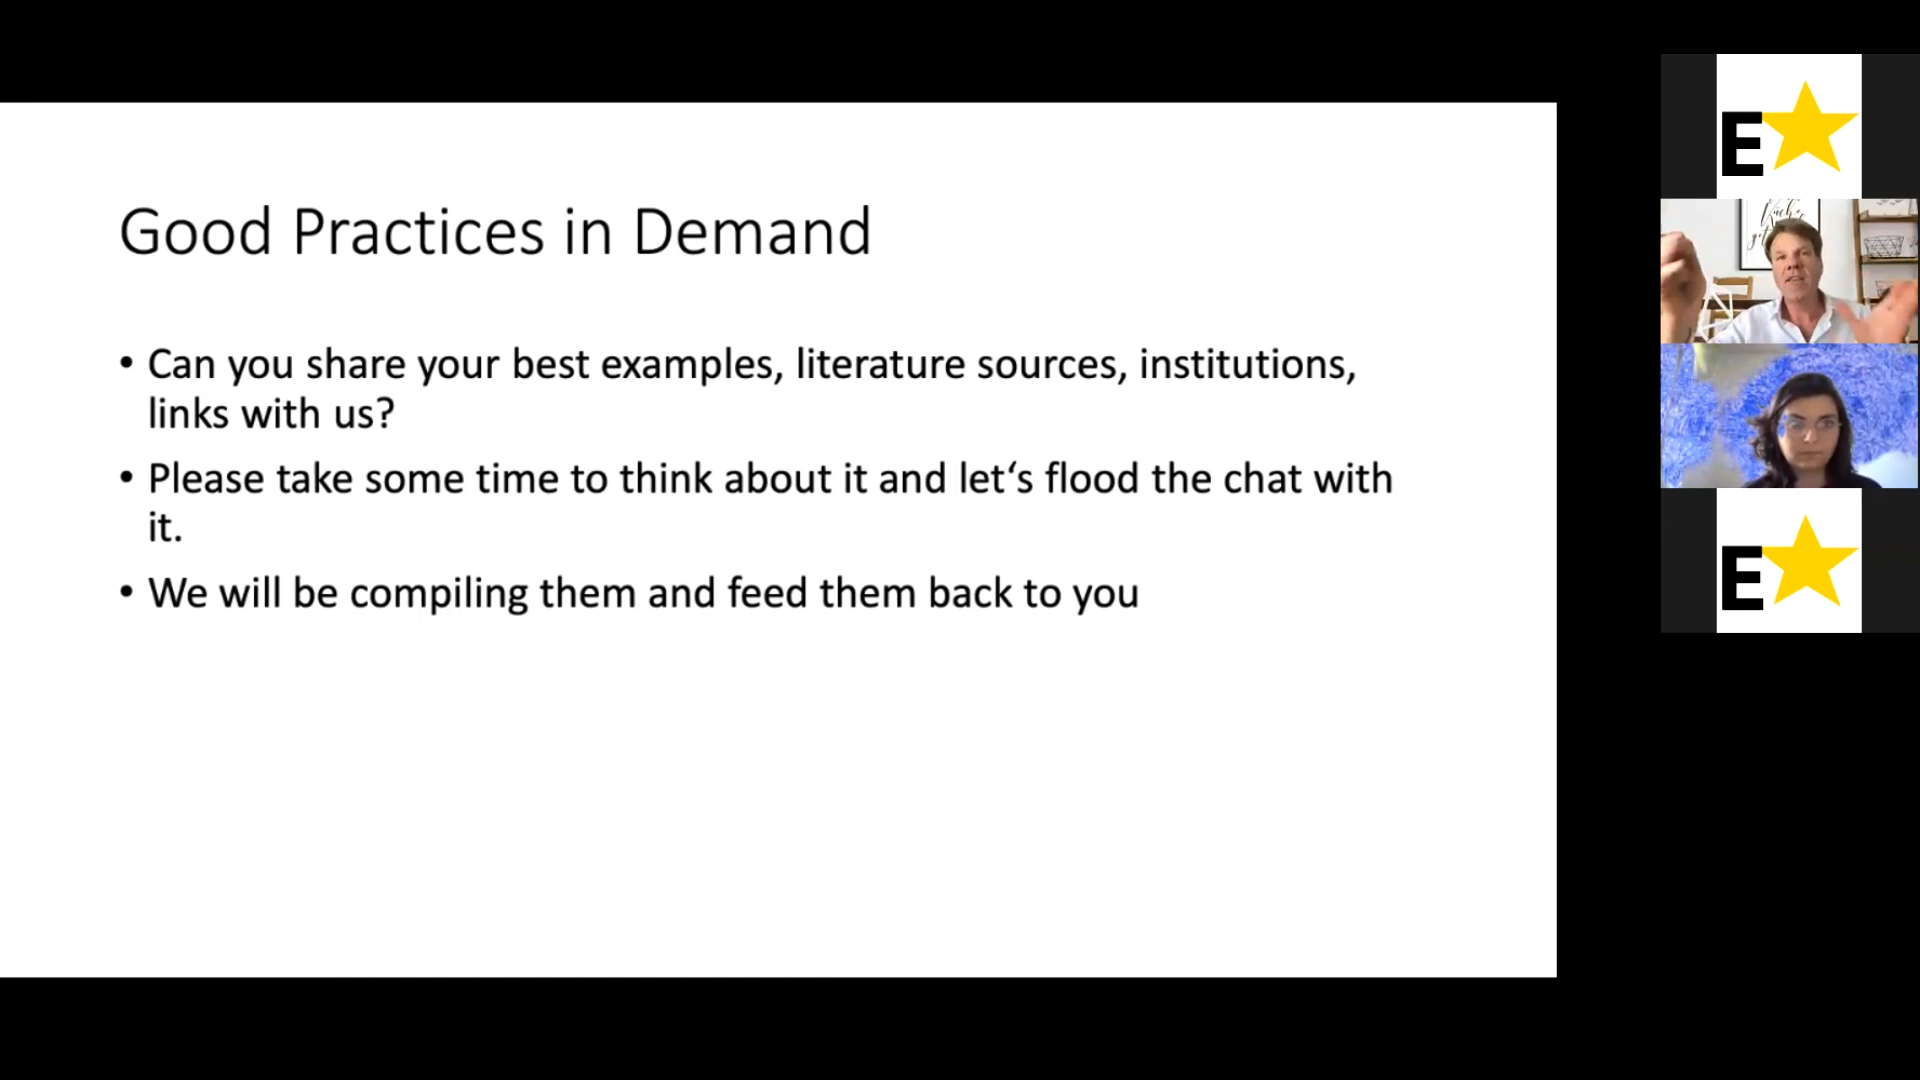 Good Practices in Demand
• Can you share your best examples, literature sources, institutions,
links with us?
• Please take some time to think about it and let‘s flood the chat with
it.
• We will be compiling them and feed them back to you
E
E